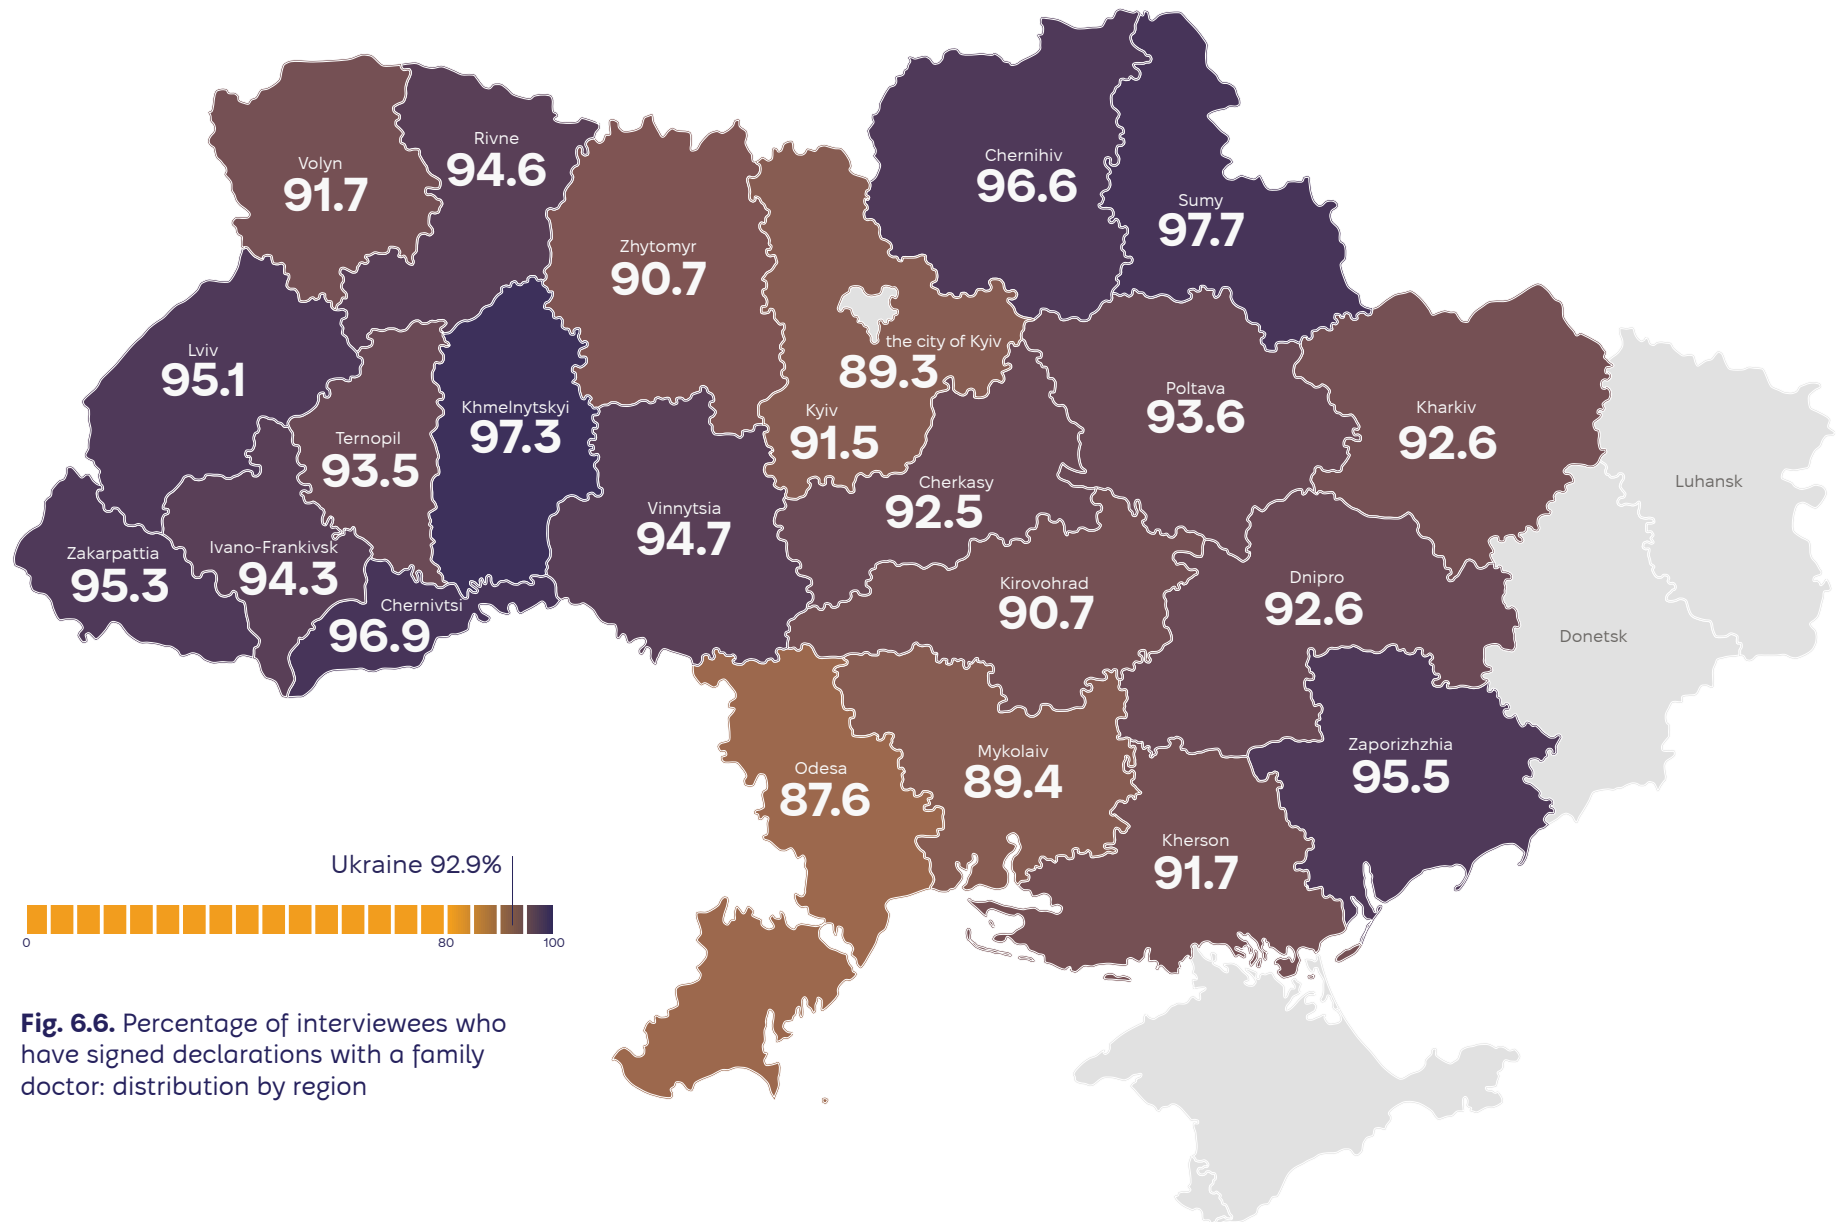 Volyn
91.7
Rivne
94.6
Zhytomyr
90.7
Chernihiv
96.6
Sumy
97.7
Lviv
95.1
Ternopil
93.5
Khmelnytskyi
97.3
the city of Kyiv
89.3
Kyiv
91.5
Poltava
93.6
Kharkiv
92.6
Luhansk
Zakarpattia
95.3
Ivano-Frankivsk
94.3
Chernivtsi
96.9
Vinnytsia
94.7
Cherkasy
92.5
Kirovohrad
90.7
Dnipro
92.6
Donetsk
Odesa
87.6
Mykolaiv
89.4
Kherson
91.7
Zaporizhzhia
95.5
Ukraine 92.9%
0 80 100
Fig. 6.6. Percentage of interviewees who
have signed declarations with a family
doctor: distribution by region